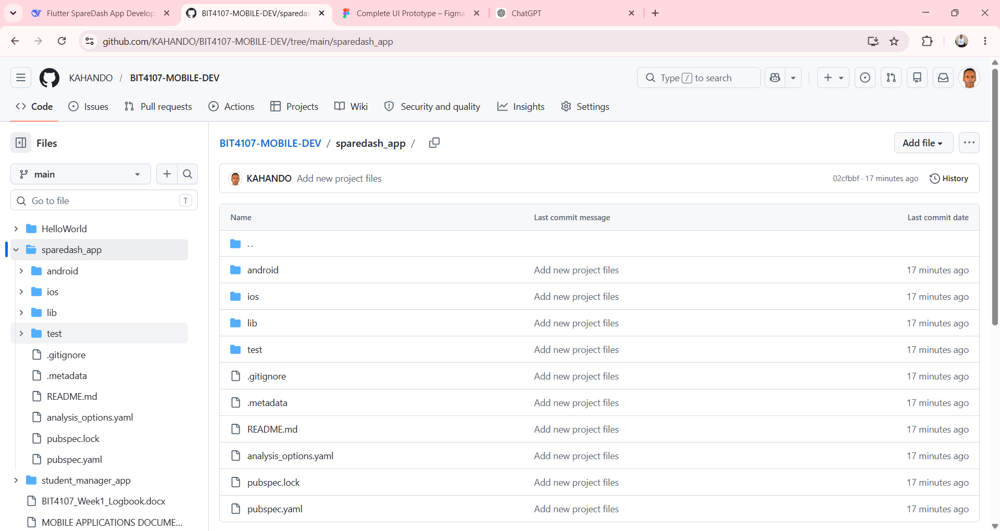 Flutter SpareDash App Develop
BIT4107-MOBILE-DEV/sparedas
Complete UI Prototype – Figma
ChatGPT
github.com/KAHANDO/BIT4107-MOBILE-DEV/tree/main/sparedash_app
KAHANDO / BIT4107-MOBILE-DEV
Type / to search
Code
Issues
Pull requests
Actions
Projects
Wiki
Security and quality
Insights
Settings
Files
main
Go to file
T
HelloWorld
sparedash_app
android
ios
lib
test
.gitignore
.metadata
README.md
analysis_options.yaml
pubspec.lock
pubspec.yaml
student_manager_app
BIT4107_Week1_Logbook.docx
MOBILE APPLICATIONS DOCUME...
BIT4107-MOBILE-DEV / sparedash_app /
Add file
KAHANDO Add new project files
02cfbbf · 17 minutes ago
History
Name Last commit message Last commit date
..
android Add new project files 17 minutes ago
ios Add new project files 17 minutes ago
lib Add new project files 17 minutes ago
test Add new project files 17 minutes ago
.gitignore Add new project files 17 minutes ago
.metadata Add new project files 17 minutes ago
README.md Add new project files 17 minutes ago
analysis_options.yaml Add new project files 17 minutes ago
pubspec.lock Add new project files 17 minutes ago
pubspec.yaml Add new project files 17 minutes ago